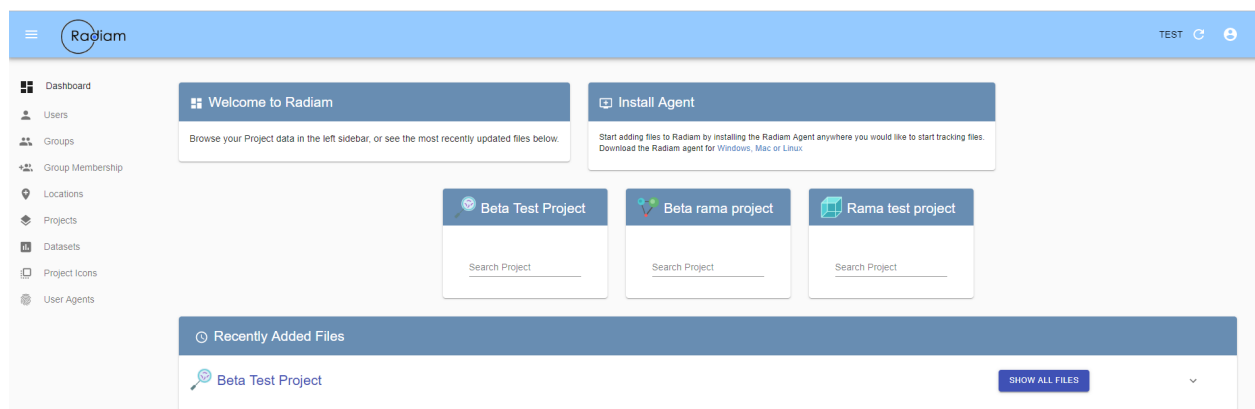 Radiam
TEST
Dashboard
Users
Groups
Group Membership
Locations
Projects
Datasets
Project Icons
User Agents
Welcome to Radiam
Browse your Project data in the left sidebar, or see the most recently updated files below.
Install Agent
Start adding files to Radiam by installing the Radiam Agent anywhere you would like to start tracking files.
Download the Radiam agent for Windows, Mac or Linux
Beta Test Project
Search Project
Beta rama project
Search Project
Rama test project
Search Project
Recently Added Files
Beta Test Project
SHOW ALL FILES